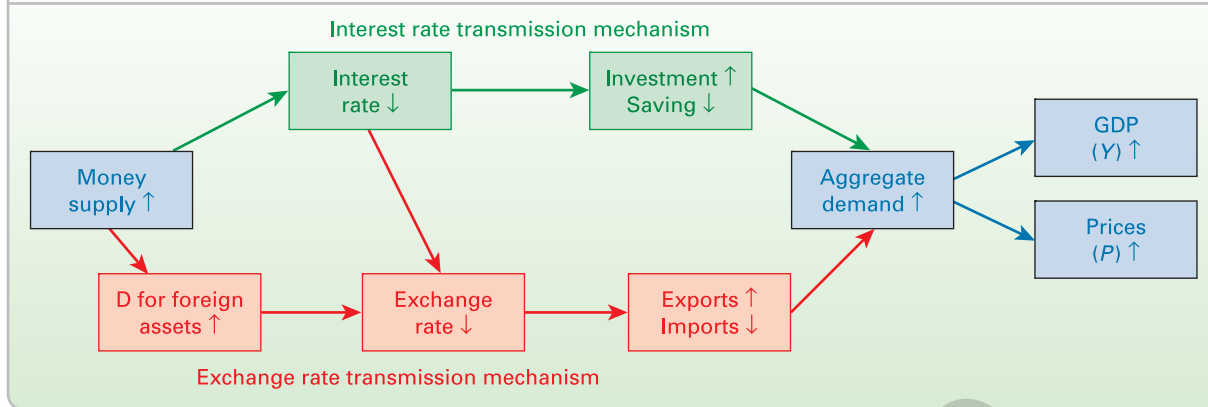 Interest rate transmission mechanism
Interest
rate ↓
Investment ↑
Saving ↓
Money
supply ↑
Aggregate
demand ↑
GDP
(Y) ↑
Prices
(P) ↑
D for foreign
assets ↑
Exchange
rate ↓
Exports ↑
Imports ↓
Exchange rate transmission mechanism